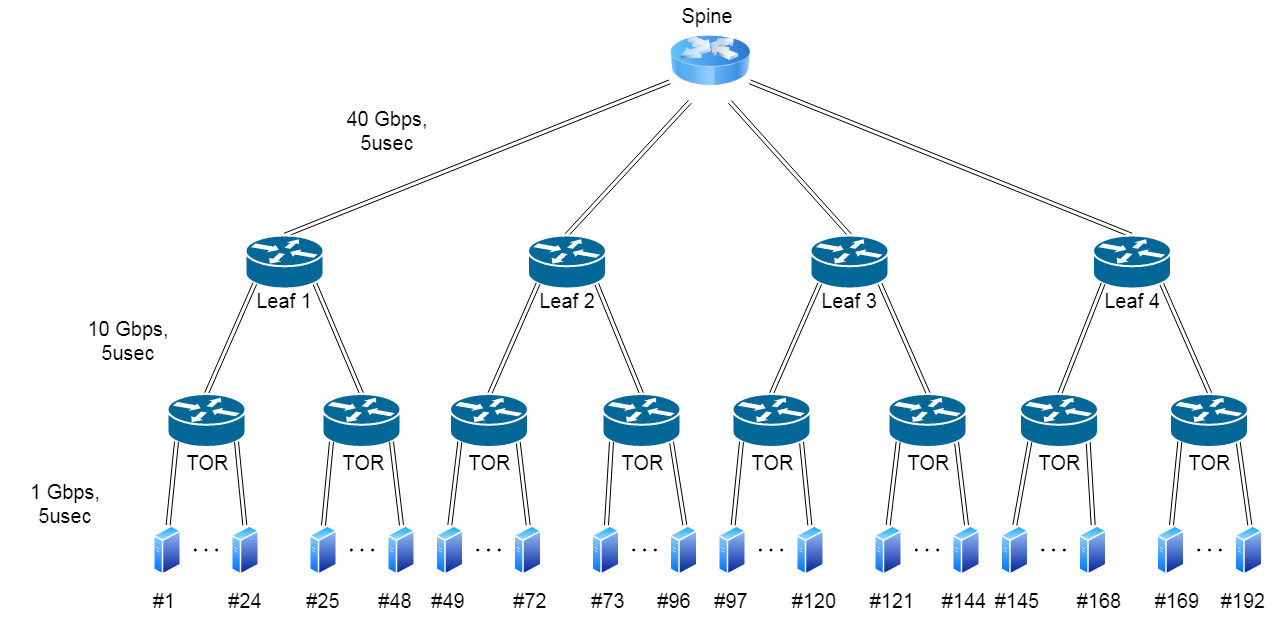 Spine
40 Gbps,
5usec
Leaf 1
Leaf 2
Leaf 3
Leaf 4
10 Gbps,
5usec
TOR
TOR
TOR
TOR
TOR
TOR
TOR
TOR
1 Gbps,
5usec
...
...
...
...
...
...
...
...
#1
#24
#25
#48
#49
#72
#73
#96
#97
#120
#121
#144
#145
#168
#169
#192